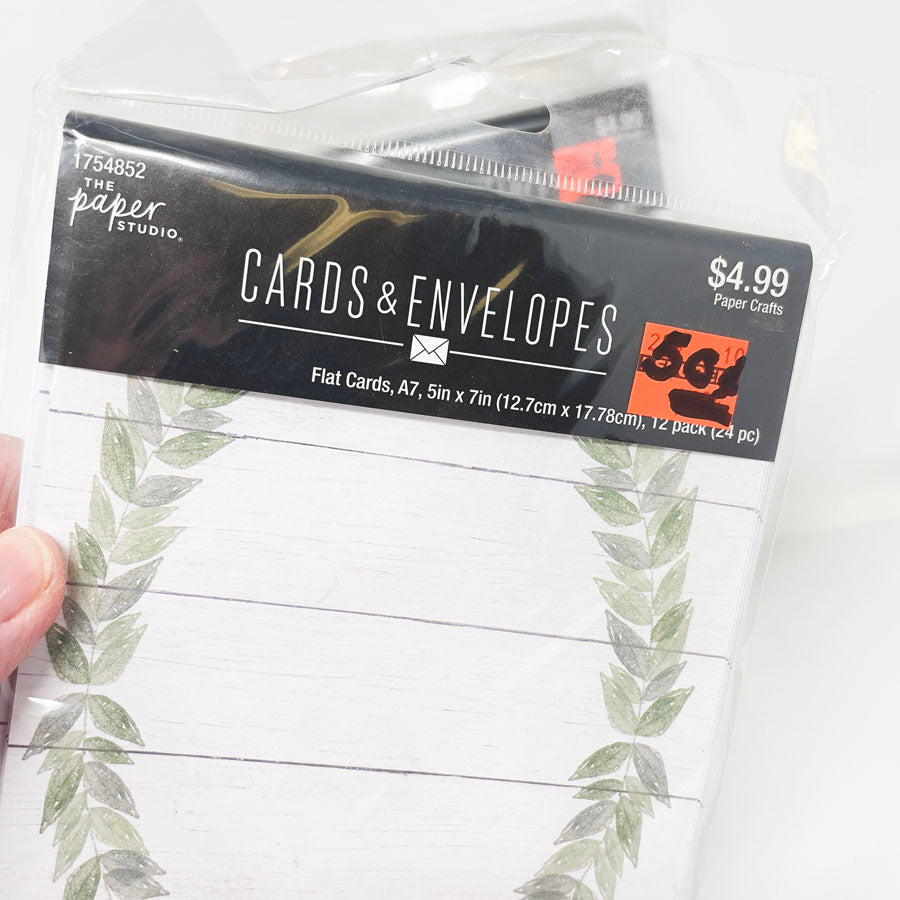 1754852
THE
paper
STUDIO®
CARDS & ENVELOPES
Flat Cards, A7, 5in x 7in (12.7cm x 17.78cm), 12 pack (24 pc)
$4.99
Paper Crafts